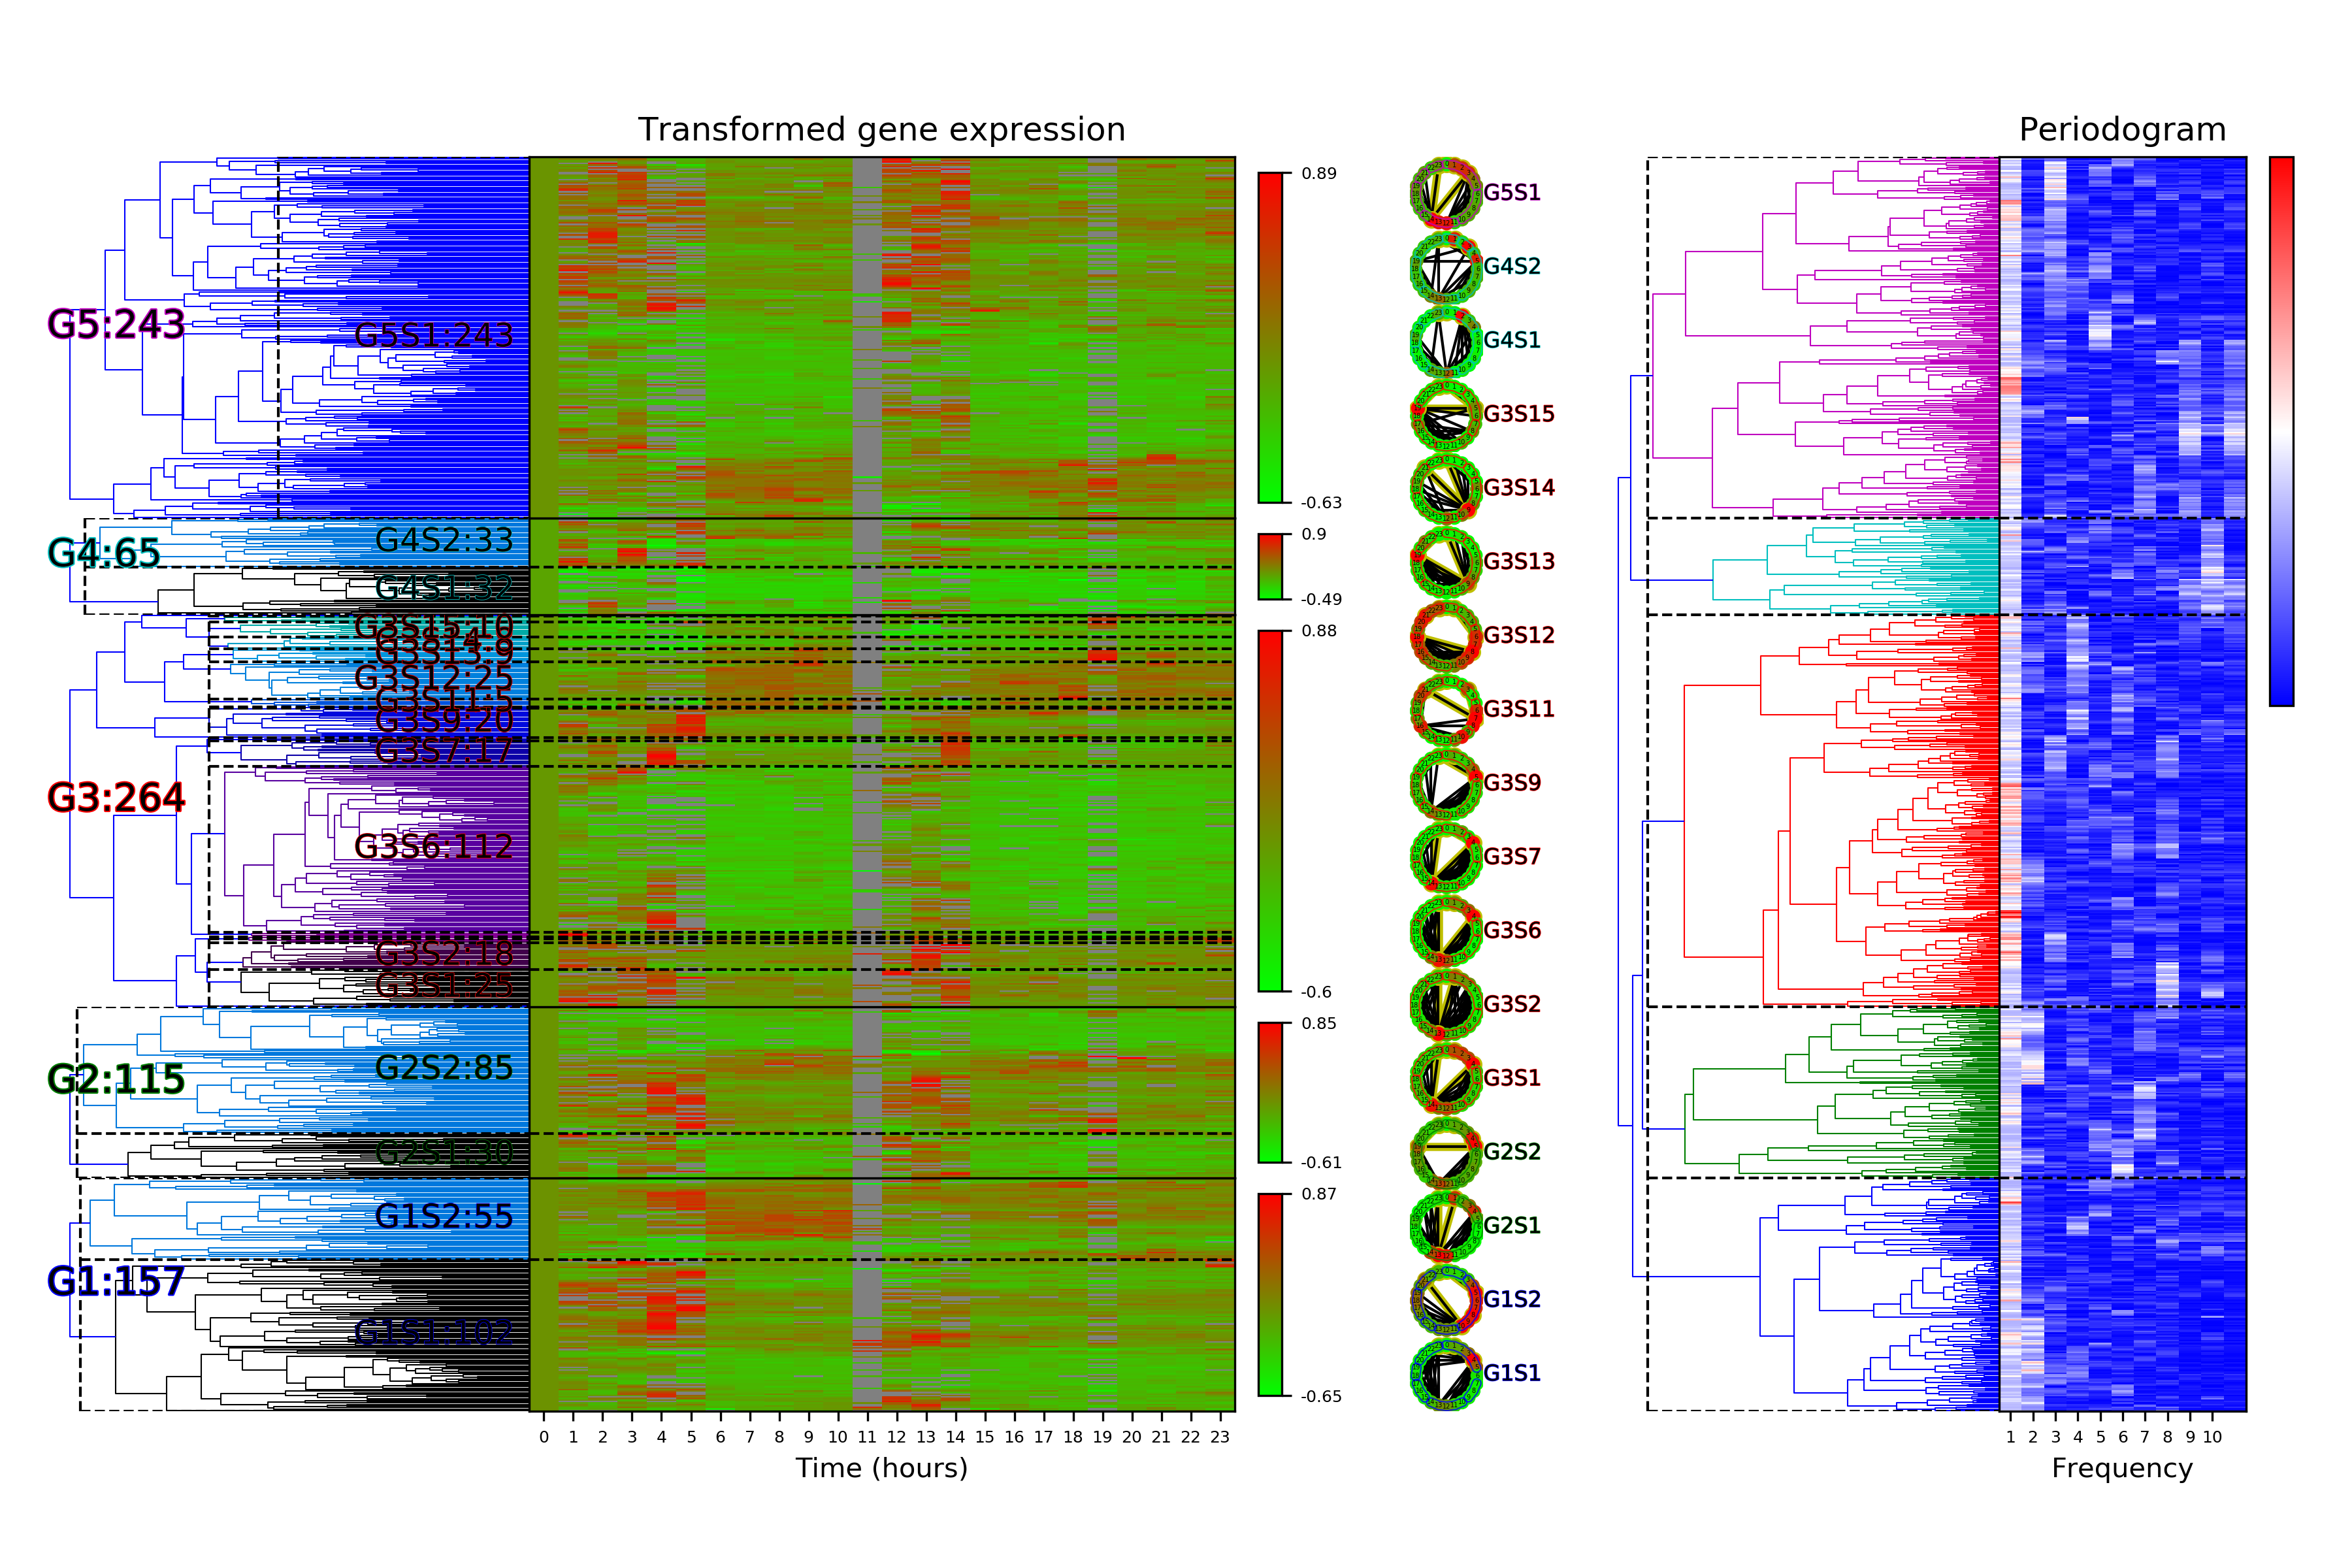 Transformed gene expression
Periodogram
G5:243
G5S1:243
G4:65
G4S2:33
G4S1:32
G3:264
G3S15:10
G3S13:9
G3S12:25
G3S11:5
G3S9:20
G3S7:17
G3S6:112
G3S2:18
G3S1:25
G2:115
G2S2:85
G2S1:30
G1:157
G1S2:55
G1S1:102
0.89
-0.63
0.9
-0.49
0.88
-0.6
0.85
-0.61
0.87
-0.65
G5S1
G4S2
G4S1
G3S15
G3S14
G3S13
G3S12
G3S11
G3S9
G3S7
G3S6
G3S2
G3S1
G2S2
G2S1
G1S2
G1S1
0 1 2 3 4 5 6 7 8 9 10 11 12 13 14 15 16 17 18 19 20 21 22 23
Time (hours)
1 2 3 4 5 6 7 8 9 10
Frequency